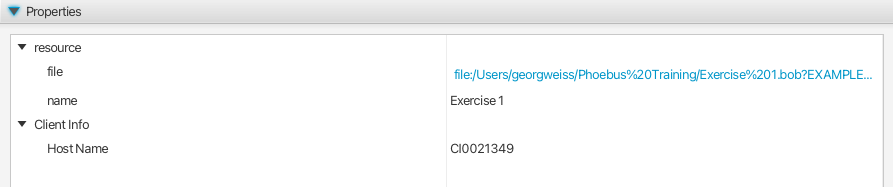 Properties
resource
file file:/Users/georgweiss/Phoebus%20Training/Exercise%201.bob?EXAMPLE...
name Exercise 1
Client Info
Host Name CI0021349